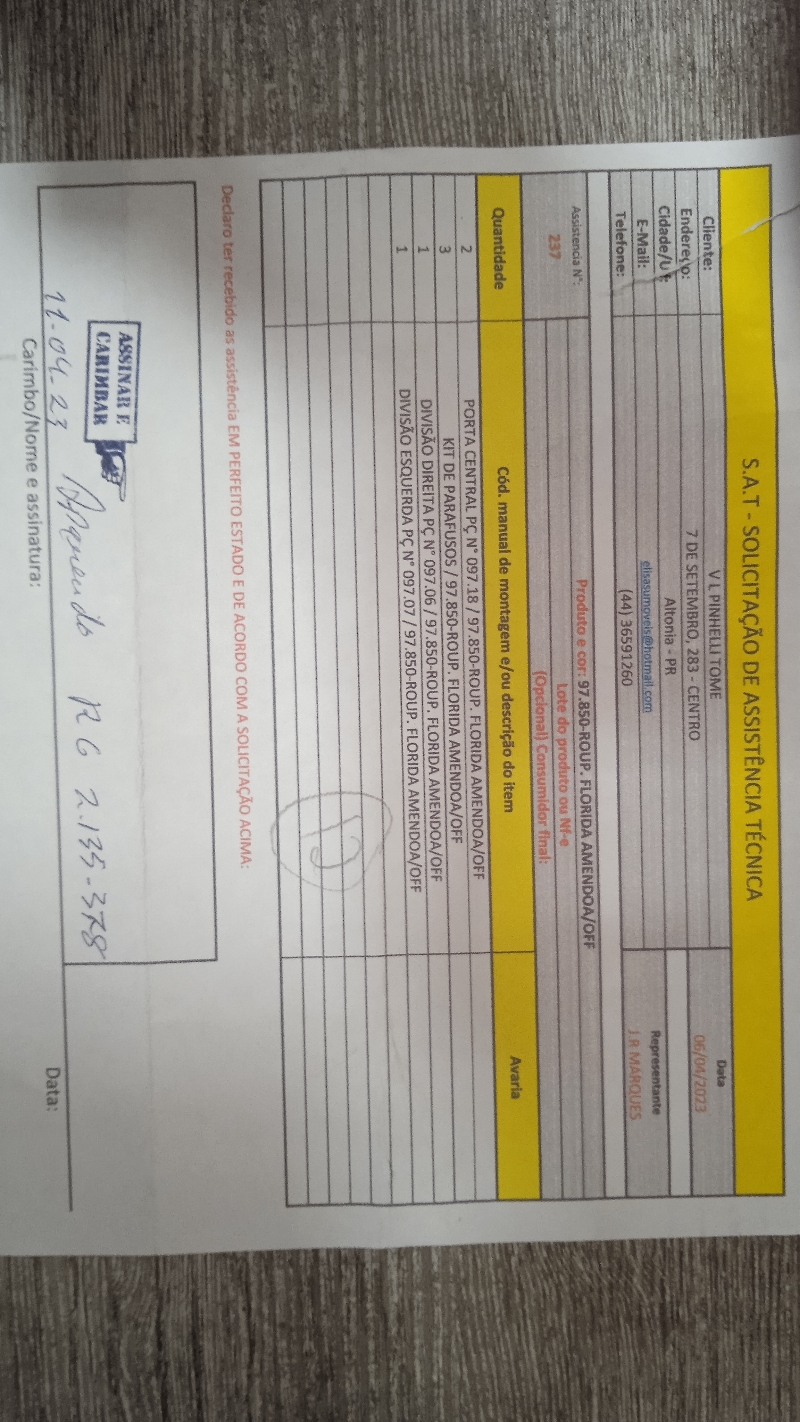 S.A.T - SOLICITAÇÃO DE ASSISTÊNCIA TÉCNICA
Cliente: V L PINHELLI TOME Data
Endereço: 7 DE SETEMBRO, 283 - CENTRO 06/04/2023
Cidade/Uf: Altonia - PR
E-Mail: elisasumoveis@hotmail.com Representante
Telefone: (44) 36591260 J R MARQUES
Assistencia N°: Produto e cor: 97.850-ROUP. FLORIDA AMENDOA/OFF
237 Lote do produto ou Nf-e
(Opcional) Consumidor final:
Quantidade Cód. manual de montagem e/ou descrição do item Avaria
2 PORTA CENTRAL PÇ N° 097.18 / 97.850-ROUP. FLORIDA AMENDOA/OFF
3 KIT DE PARAFUSOS / 97.850-ROUP. FLORIDA AMENDOA/OFF
1 DIVISÃO DIREITA PÇ N° 097.06 / 97.850-ROUP. FLORIDA AMENDOA/OFF
1 DIVISÃO ESQUERDA PÇ N° 097.07 / 97.850-ROUP. FLORIDA AMENDOA/OFF
Declaro ter recebido as assistência EM PERFEITO ESTADO E DE ACORDO COM A SOLICITAÇÃO ACIMA:
ASSINAR E
CARIMBAR
RG 2.135-378
11-04-23
Carimbo/Nome e assinatura: Data: